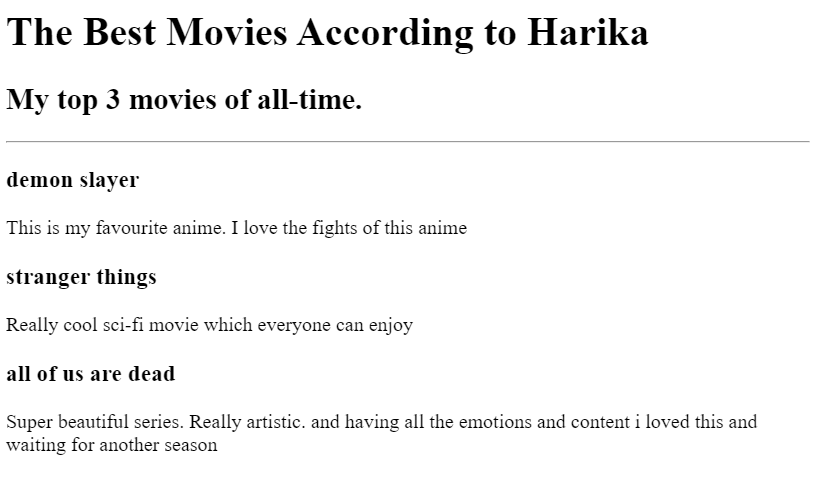 The Best Movies According to Harika
My top 3 movies of all-time.
demon slayer
This is my favourite anime. I love the fights of this anime
stranger things
Really cool sci-fi movie which everyone can enjoy
all of us are dead
Super beautiful series. Really artistic. and having all the emotions and content i loved this and
waiting for another season